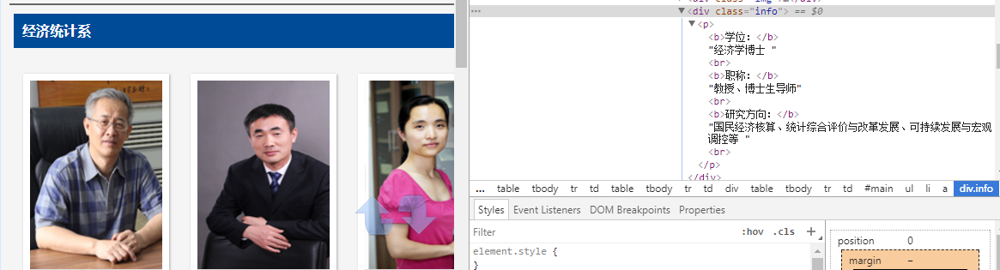 经济统计系
<div class="info"> == $0
<p>
<b>学位：</b>
"经济学博士 "
<br>
<b>职称：</b>
"教授、博士生导师"
<br>
<b>研究方向：</b>
"国民经济核算、统计综合评价与改革发展、可持续发展与宏观
调控等 "
<br>
</p>
</div>
... table tbody tr td table tbody tr td div table tbody tr td #main ul li a div.info
Styles Event Listeners DOM Breakpoints Properties
Filter :hov .cls +
element.style {
}
position 0
margin –